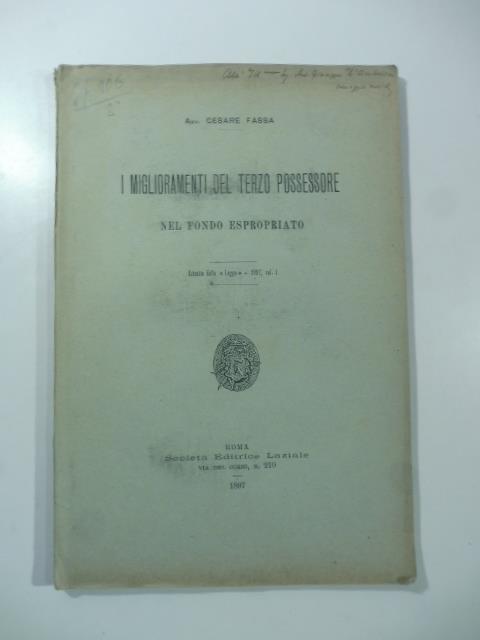 Avv. CESARE FASSA
I MIGLIORAMENTI DEL TERZO POSSESSORE
NEL FONDO ESPROPRIATO
Estratto dalla « Legge » - 1897, vol. I
ROMA
Società Editrice Laziale
VIA DEL CORSO, N. 219
1897